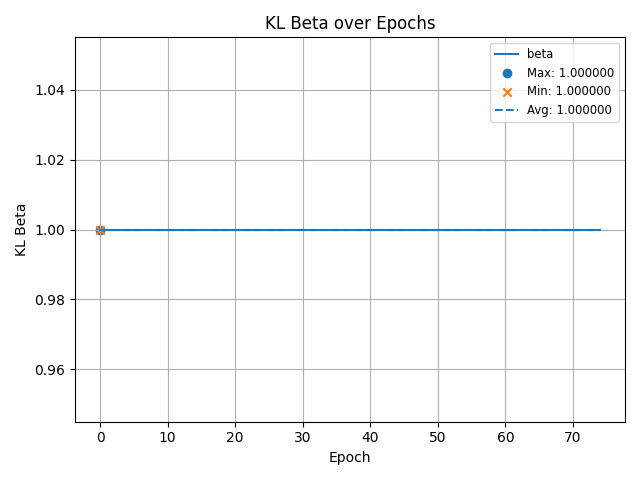 KL Beta over Epochs
beta
Max: 1.000000
Min: 1.000000
Avg: 1.000000
KL Beta
1.04
1.02
1.00
0.98
0.96
0 10 20 30 40 50 60 70
Epoch